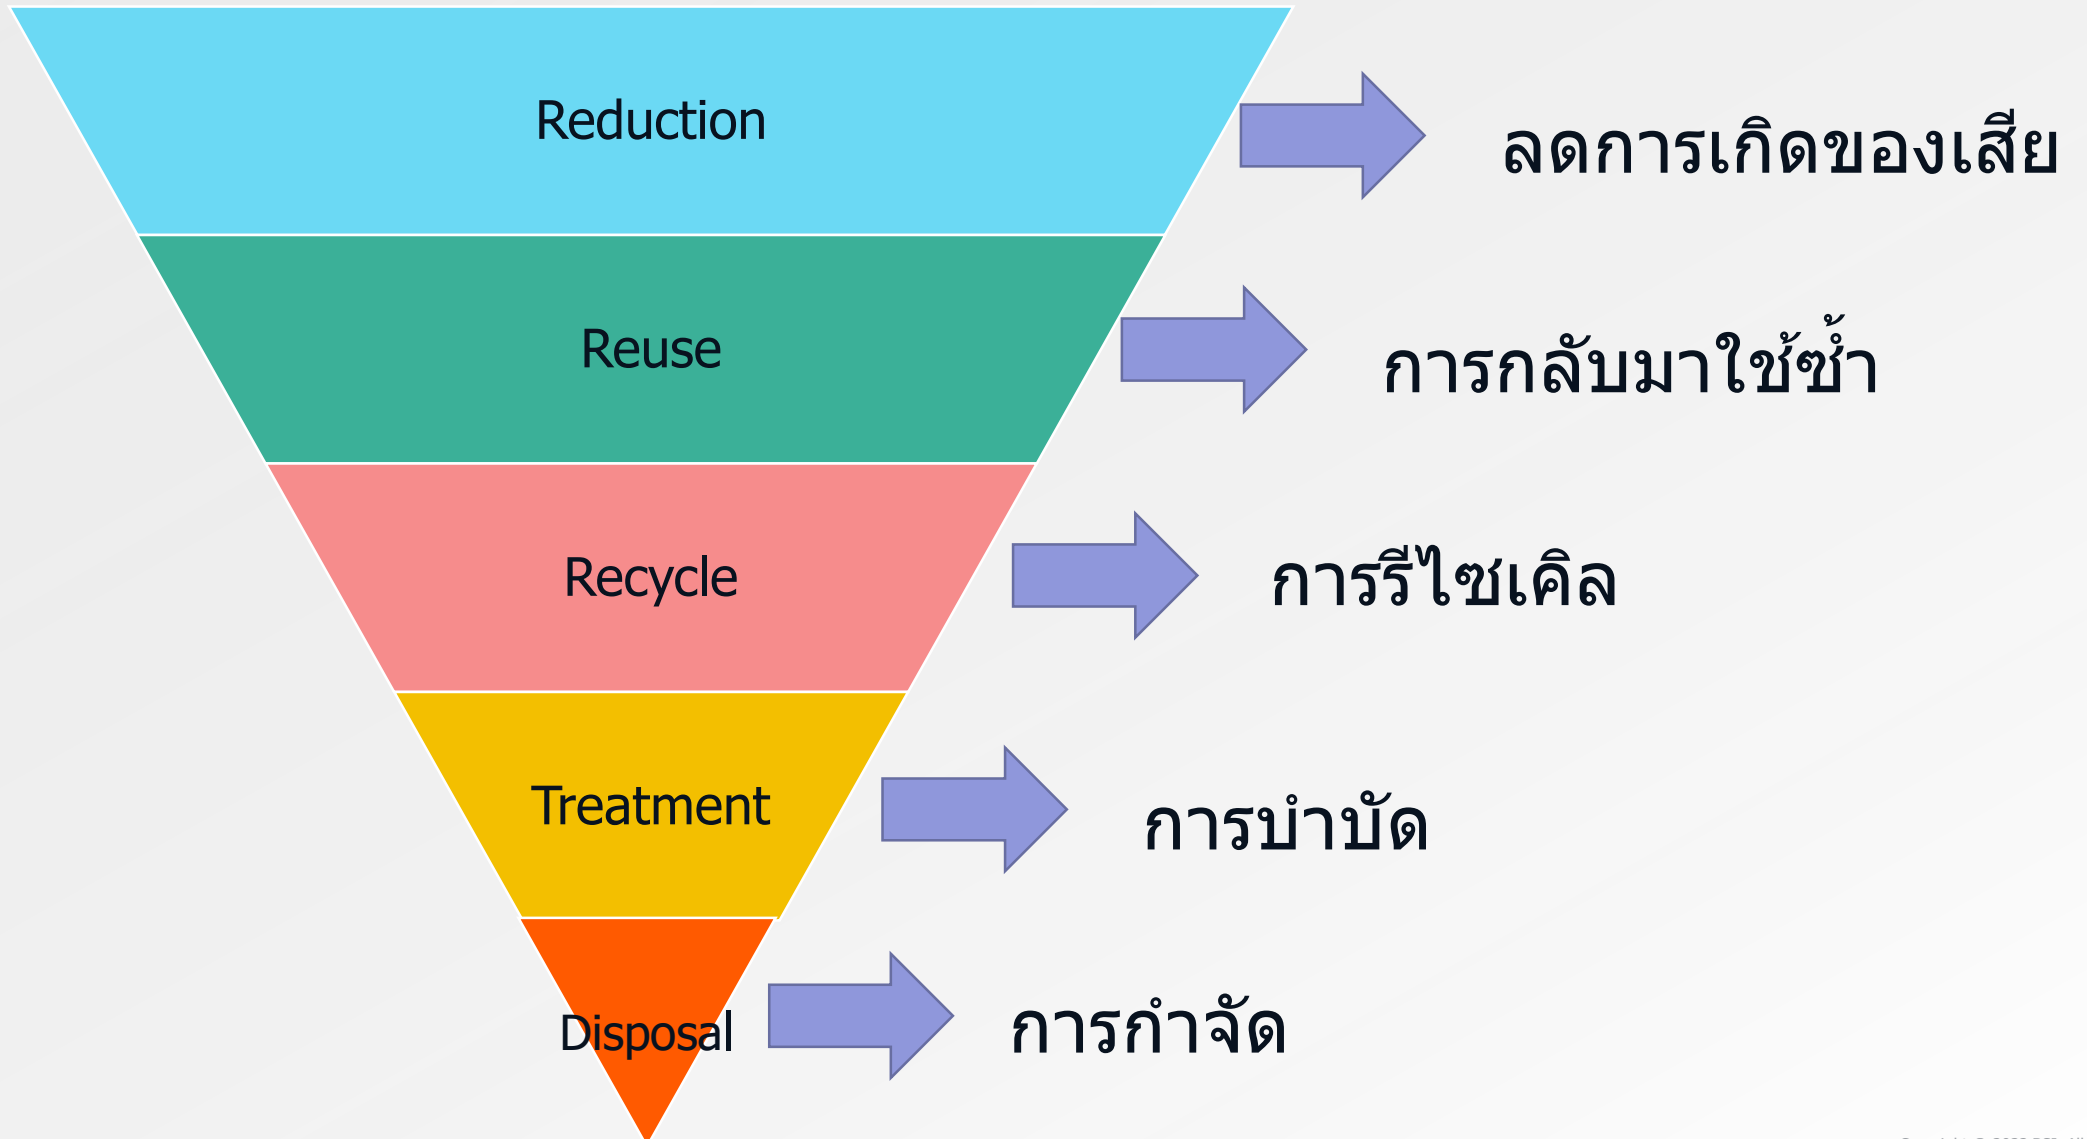 Reduction
ลดการเกิดของเสีย
Reuse
การกลับมาใช้ซ้ำ
Recycle
การรีไซเคิล
Treatment
การบำบัด
Disposal
การกำจัด